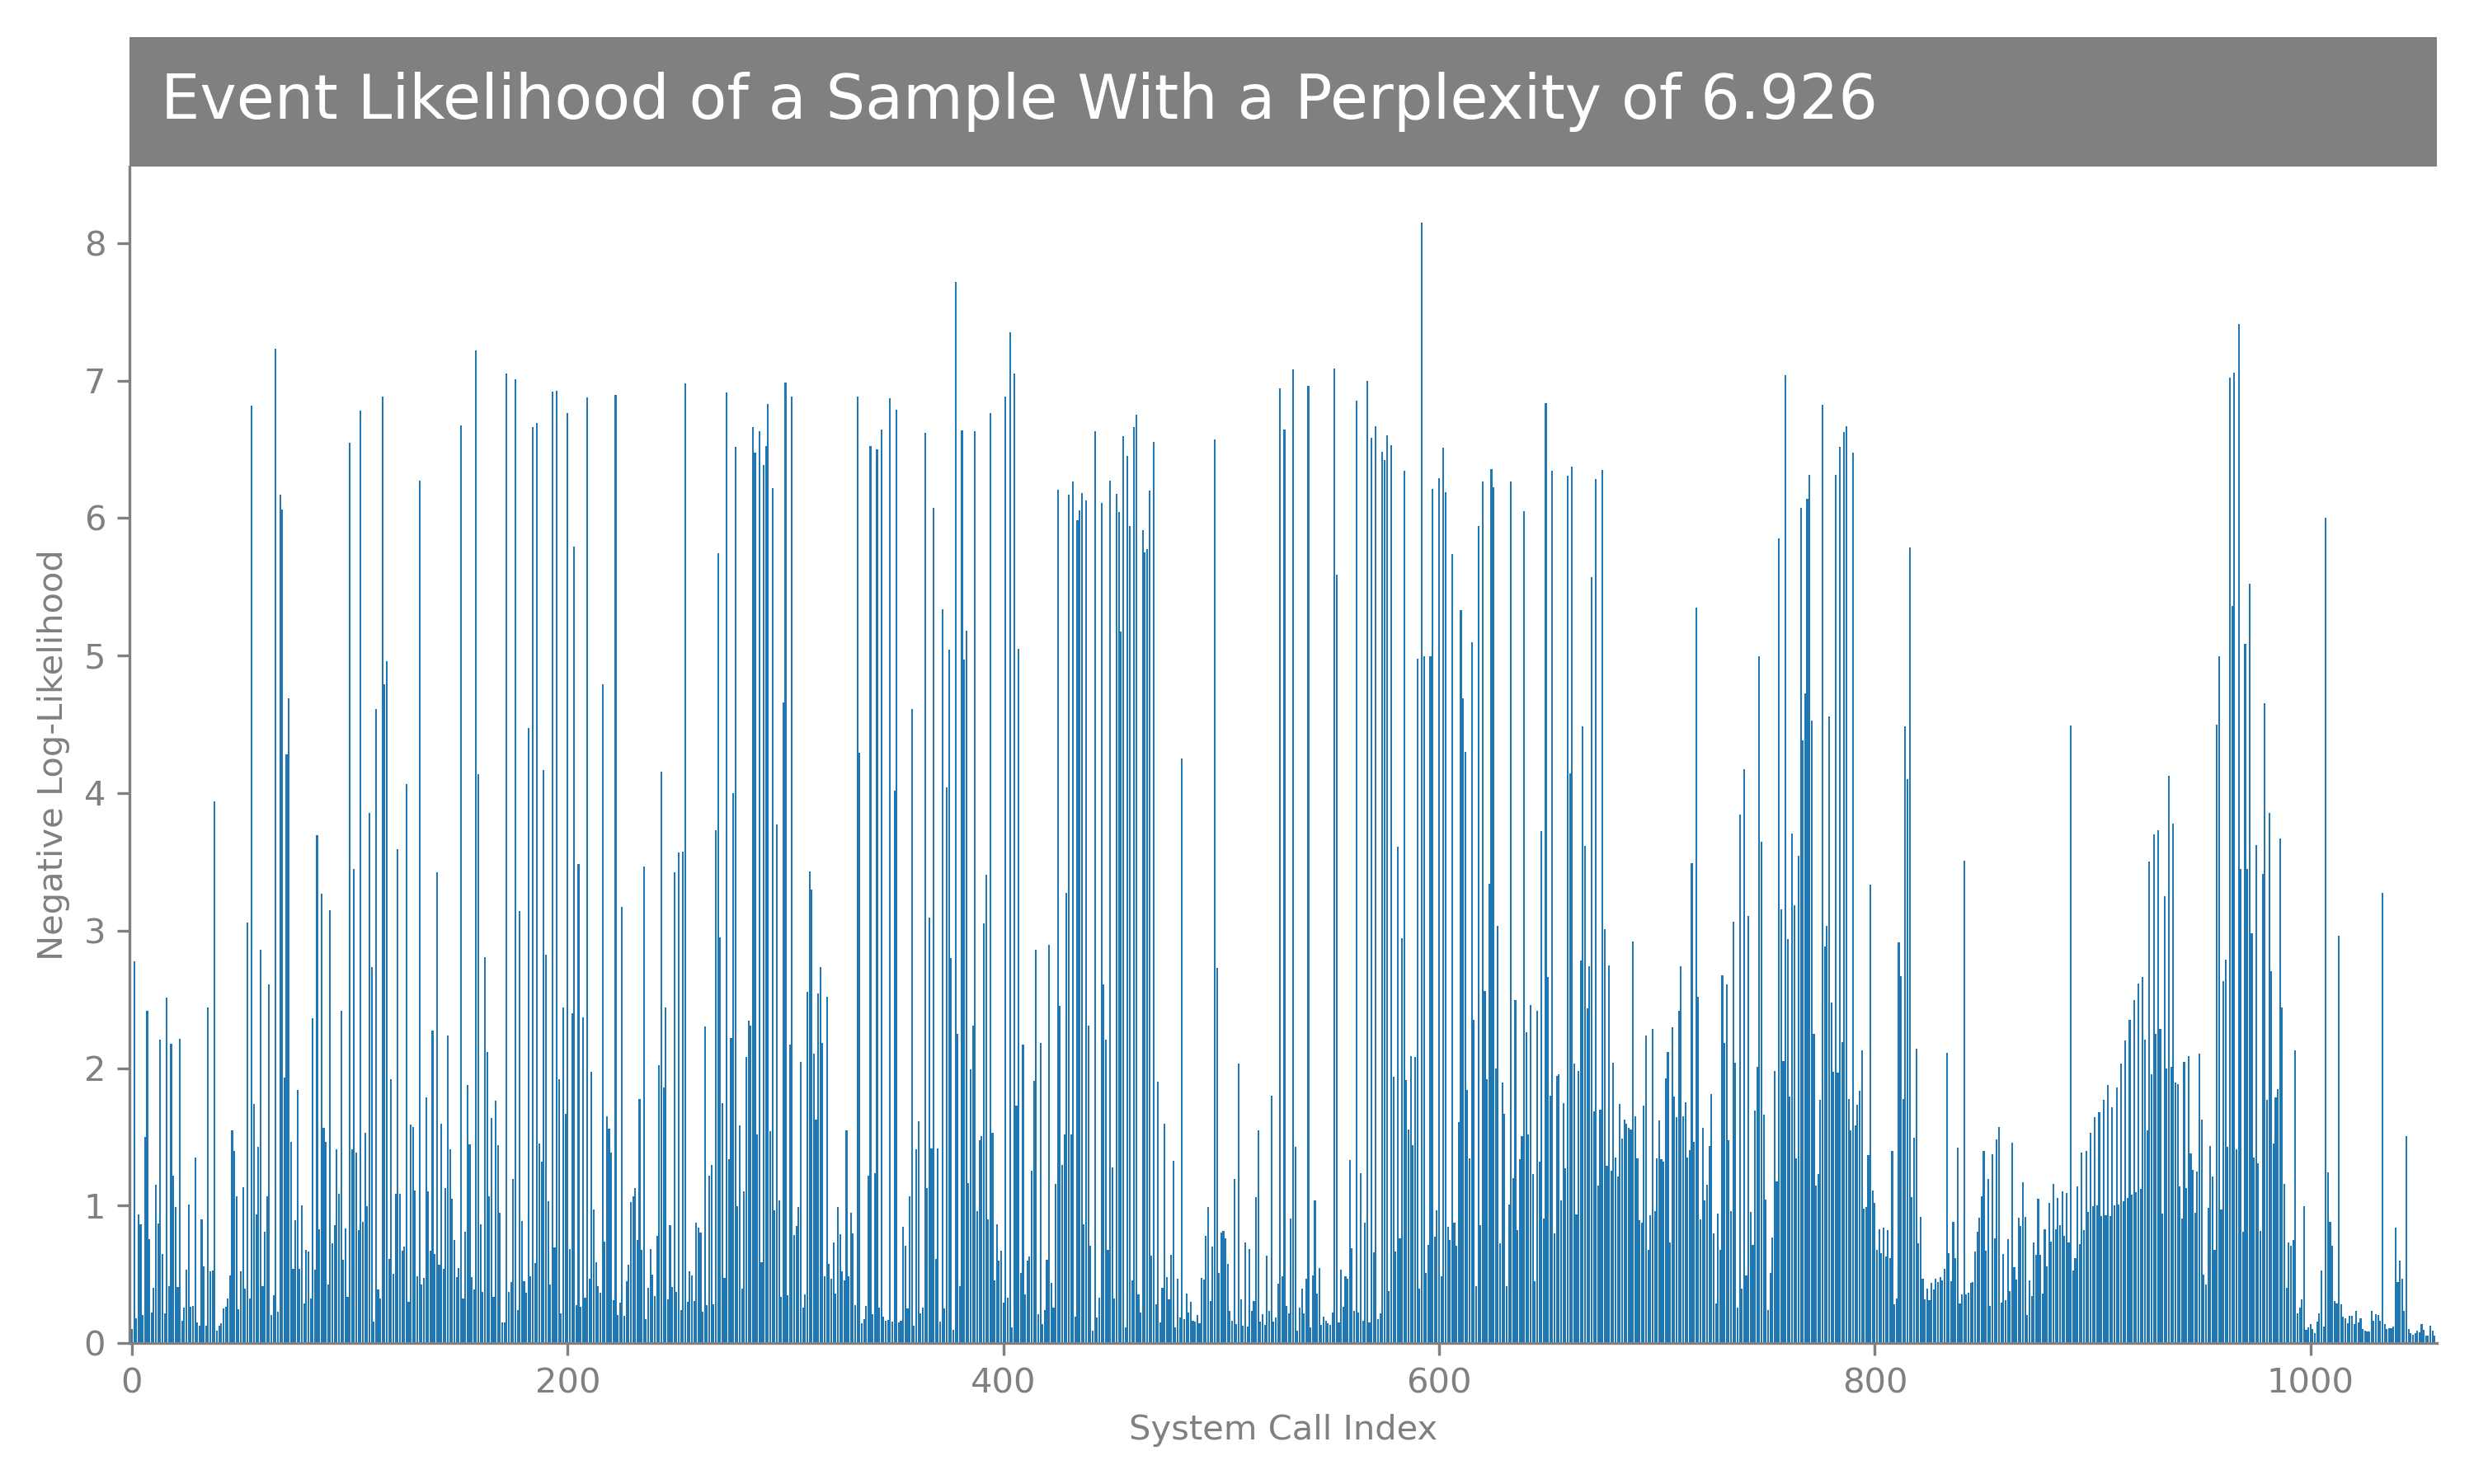 Event Likelihood of a Sample With a Perplexity of 6.926
8
7
6
5
4
3
2
1
0
Negative Log-Likelihood
0 200 400 600 800 1000
System Call Index